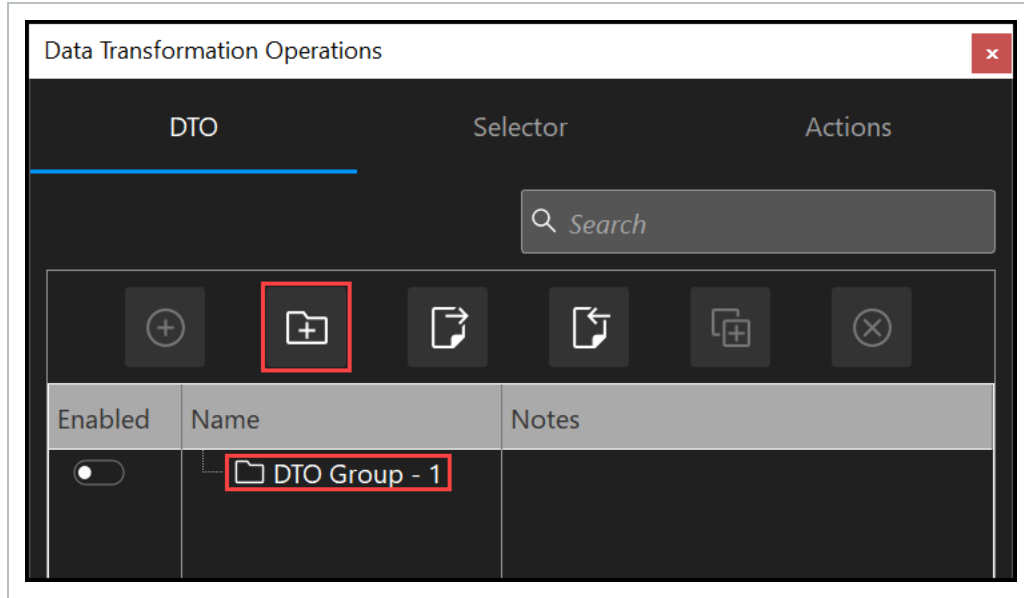 Data Transformation Operations
DTO Selector Actions
Search
Enabled Name Notes
DTO Group - 1